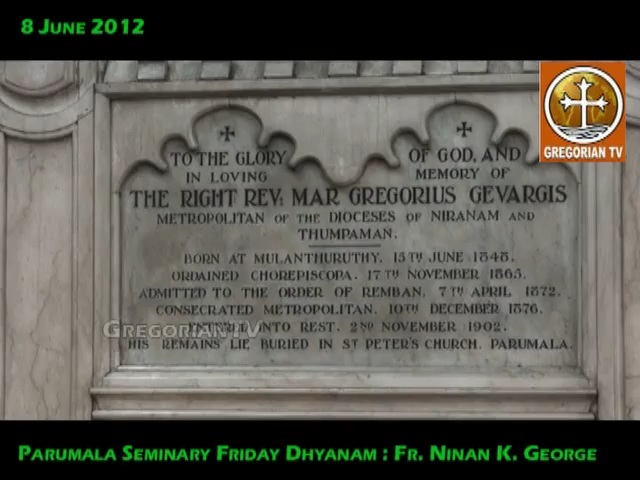 8 JUNE 2012
GREGORIAN TV
TO THE GLORY OF GOD, AND
IN LOVING MEMORY OF
THE RIGHT REV: MAR GREGORIUS GEVARGIS
METROPOLITAN OF THE DIOCESES OF NIRANAM AND
THUMPAMAN.
BORN AT MULANTHURUTHY. 15TH JUNE 1848.
ORDAINED CHOREPISCOPA. 17TH NOVEMBER 1865.
ADMITTED TO THE ORDER OF REMBAN. 7TH APRIL 1872.
CONSECRATED METROPOLITAN. 10TH DECEMBER 1876.
GREGORIAN TV
ENTERED INTO REST. 2ND NOVEMBER 1902.
HIS REMAINS LIE BURIED IN ST PETER'S CHURCH, PARUMALA.
PARUMALA SEMINARY FRIDAY DHYANAM : FR. NINAN K. GEORGE